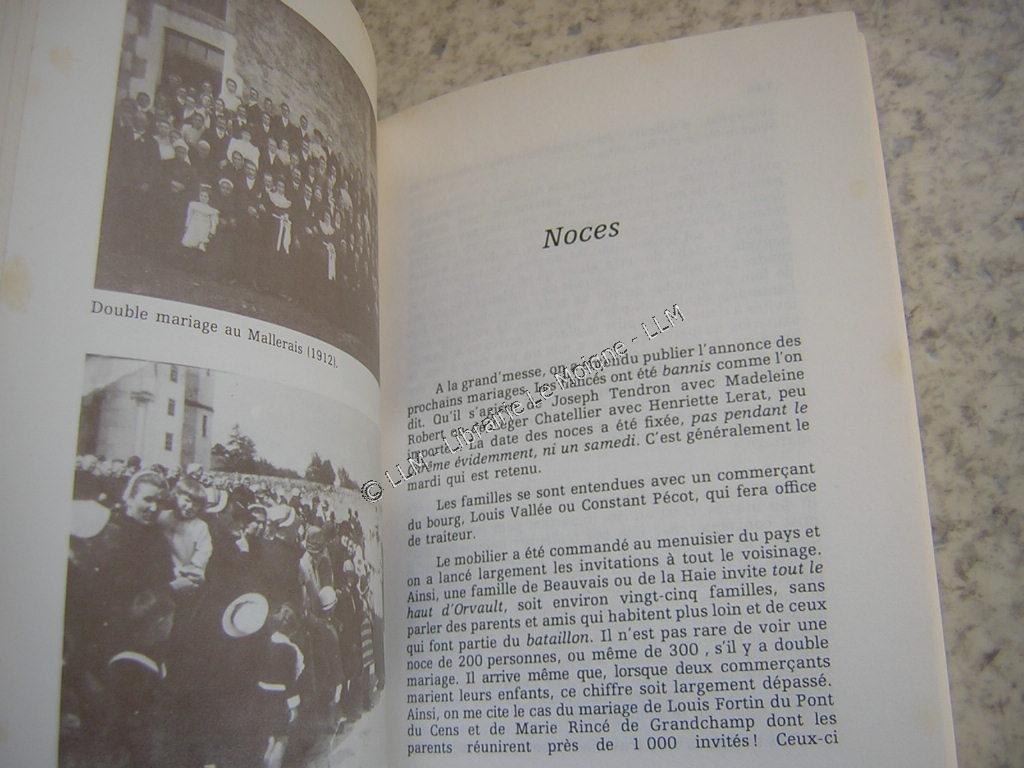 Double mariage au Mallerais (1912).
Noces
A la grand'messe, on a entendu publier l'annonce des
prochains mariages. Les fiancés ont été bannis comme l'on
dit. Qu'il s'agisse de Joseph Tendron avec Madeleine
Robert ou de Léger Chatellier avec Henriette Lerat, peu
importe. La date des noces a été fixée, pas pendant le
carême évidemment, ni un samedi. C'est généralement le
mardi qui est retenu.
Les familles se sont entendues avec un commerçant
du bourg, Louis Vallée ou Constant Pécot, qui fera office
de traiteur.
Le mobilier a été commandé au menuisier du pays et
on a lancé largement les invitations à tout le voisinage.
Ainsi, une famille de Beauvais ou de la Haie invite tout le
haut d'Orvault, soit environ vingt-cinq familles, sans
parler des parents et amis qui habitent plus loin et de ceux
qui font partie du bataillon. Il n'est pas rare de voir une
noce de 200 personnes, ou même de 300 , s'il y a double
mariage. Il arrive même que, lorsque deux commerçants
marient leurs enfants, ce chiffre soit largement dépassé.
Ainsi, on me cite le cas du mariage de Louis Fortin du Pont
du Cens et de Marie Rincé de Grandchamp dont les
parents réunirent près de 1 000 invités ! Ceux-ci
© LLM - Librairie Le Moigne - LLM